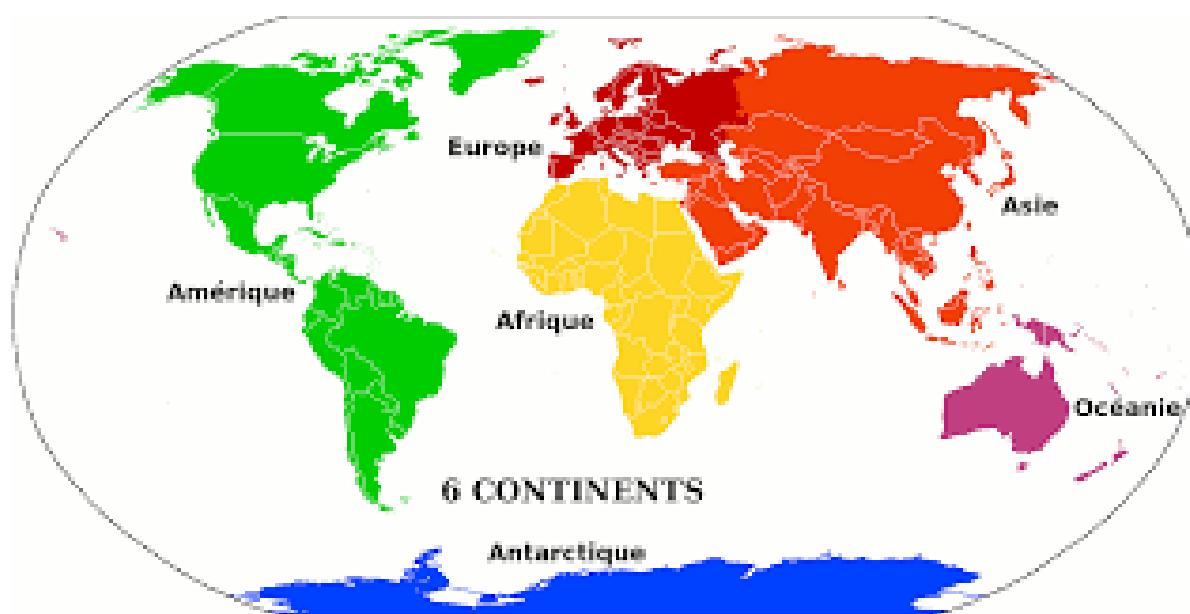 Europe
Asie
Amérique
Afrique
Océanie
6 CONTINENTS
Antarctique